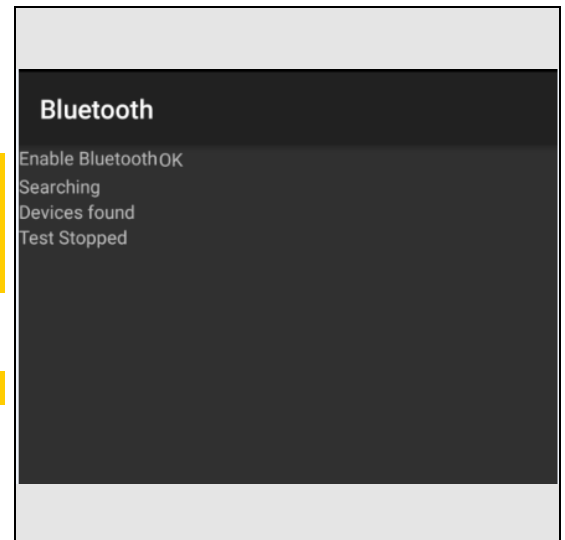 Bluetooth
Enable BluetoothOK
Searching
Devices found
Test Stopped